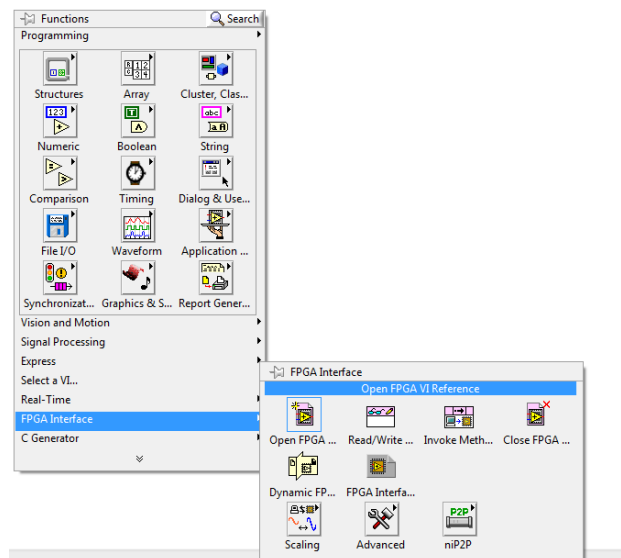 Functions Search
Programming
Structures Array Cluster, Clas...
Numeric Boolean String
Comparison Timing Dialog & Use...
File I/O Waveform Application ...
Synchronizat... Graphics & S... Report Gener...
Vision and Motion
Signal Processing
Express
Select a VI...
Real-Time
FPGA Interface
C Generator
FPGA Interface
Open FPGA VI Reference
Open FPGA ... Read/Write ... Invoke Meth... Close FPGA ...
Dynamic FP... FPGA Interfa...
P2P
Scaling Advanced niP2P